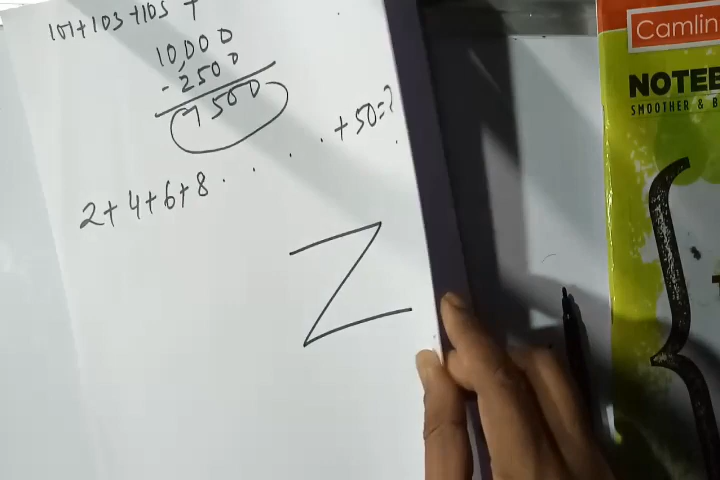 101+103+105 +
10,000
- 2500
7500
2+4+6+8 . . . . . +50=?
Z
Camlin
NOTEB
SMOOTHER & B